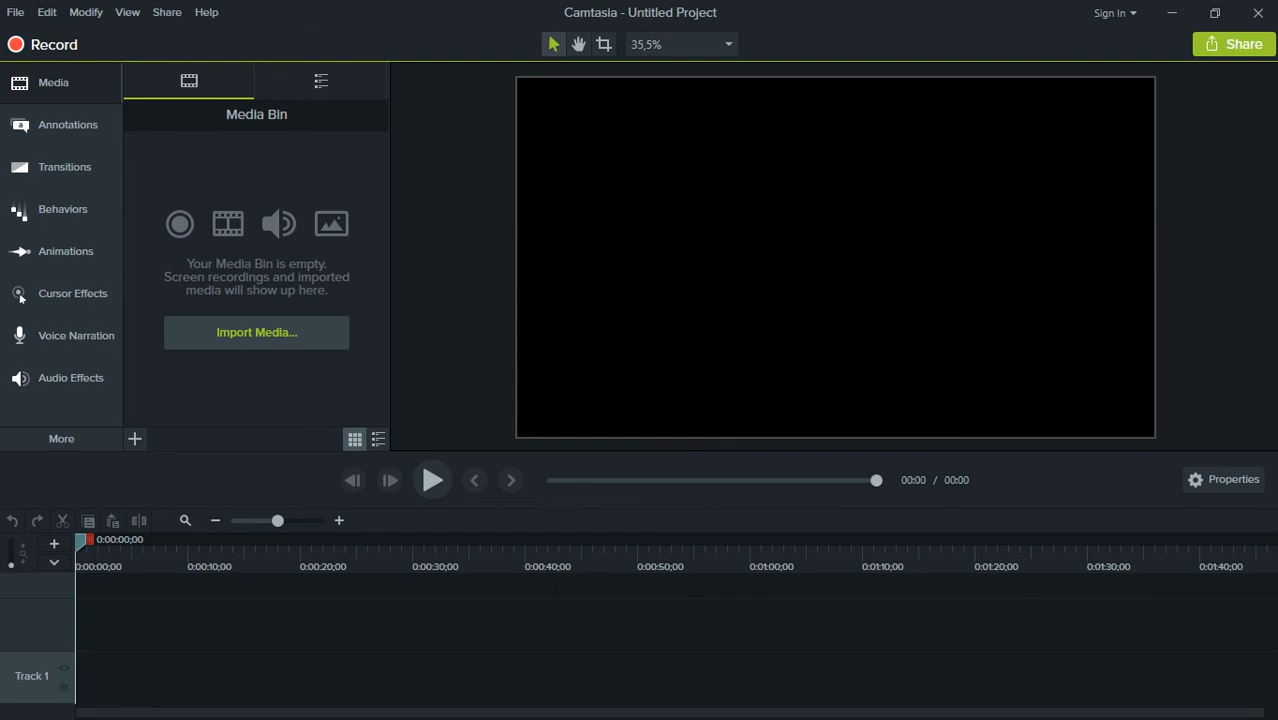 File Edit Modify View Share Help
Camtasia - Untitled Project
Sign In
Record
35,5%
Share
Media
Annotations
Transitions
Behaviors
Animations
Cursor Effects
Voice Narration
Audio Effects
More
Media Bin
Your Media Bin is empty.
Screen recordings and imported
media will show up here.
Import Media...
00:00 / 00:00
Properties
0:00:00;00
0:00:00;00 0:00:10;00 0:00:20;00 0:00:30;00 0:00:40;00 0:00:50;00 0:01:00;00 0:01:10;00 0:01:20;00 0:01:30;00 0:01:40;00
Track 1